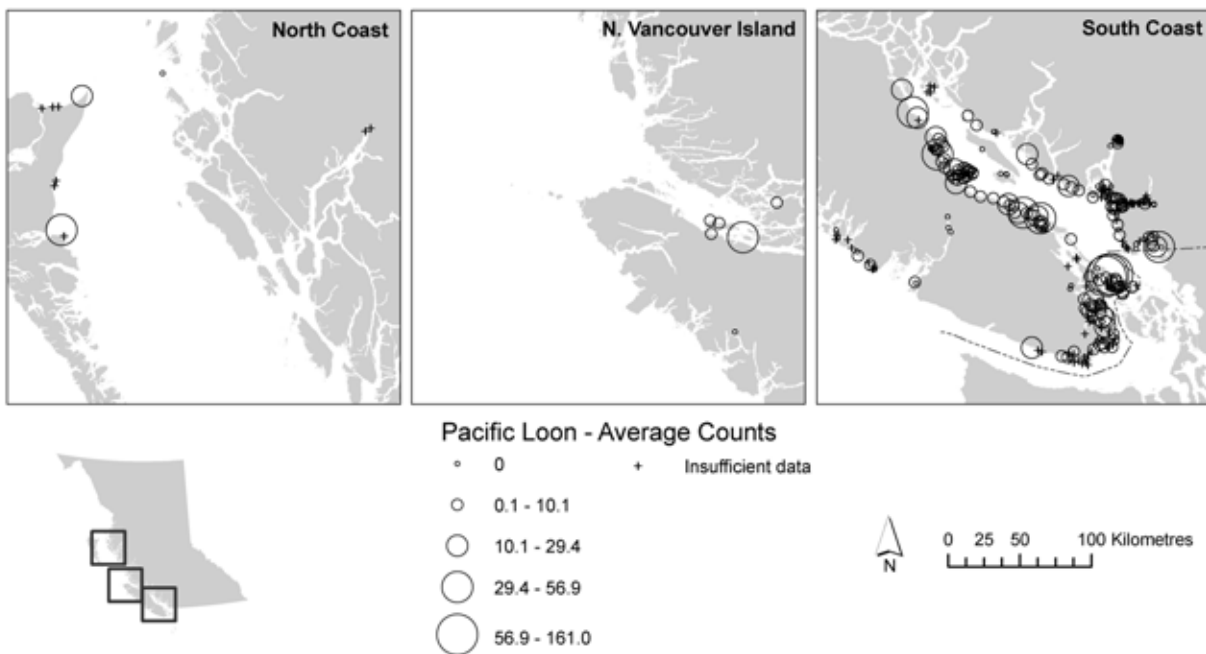 North Coast
N. Vancouver Island
South Coast
Pacific Loon - Average Counts
0
0.1 - 10.1
10.1 - 29.4
29.4 - 56.9
56.9 - 161.0
Insufficient data
N
0 25 50 100 Kilometres